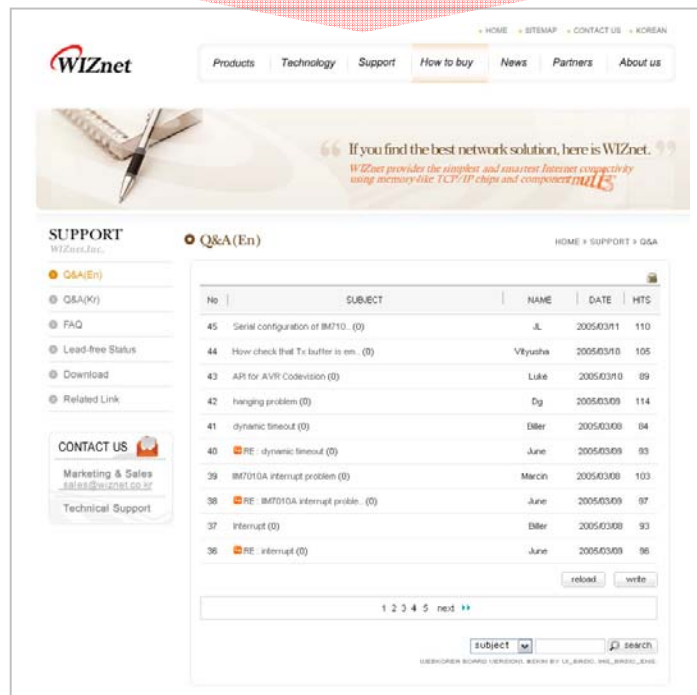 HOME SITEMAP CONTACT US KOREAN
WIZnet
Products Technology Support How to buy News Partners About us
If you find the best network solution, here is WIZnet.
WIZnet provides the simplest and smartest Internet connectivity
using memory-like TCP/IP chips and component
SUPPORT
WIZnet,Inc.
Q&A(En)
Q&A(Kr)
FAQ
Lead-free Status
Download
Related Link
CONTACT US
Marketing & Sales
sales@wiznet.co.kr
Technical Support
Q&A(En)
HOME > SUPPORT > Q&A
No SUBJECT NAME DATE HITS
45 Serial configuration of IIM710.. (0) JL 2005/03/11 110
44 How check that Tx buffer is em.. (0) Vityusha 2005/03/10 105
43 API for AVR Codevision (0) Luke 2005/03/10 89
42 hanging problem (0) Dg 2005/03/09 114
41 dynamic timeout (0) Biller 2005/03/08 84
40 RE : dynamic timeout (0) June 2005/03/09 93
39 IIM7010A interrupt problem (0) Marcin 2005/03/08 103
38 RE : IIM7010A interrupt proble.. (0) June 2005/03/09 97
37 Interrupt (0) Biller 2005/03/08 93
36 RE : interrupt (0) June 2005/03/09 96
reload write
1 2 3 4 5 next
subject search